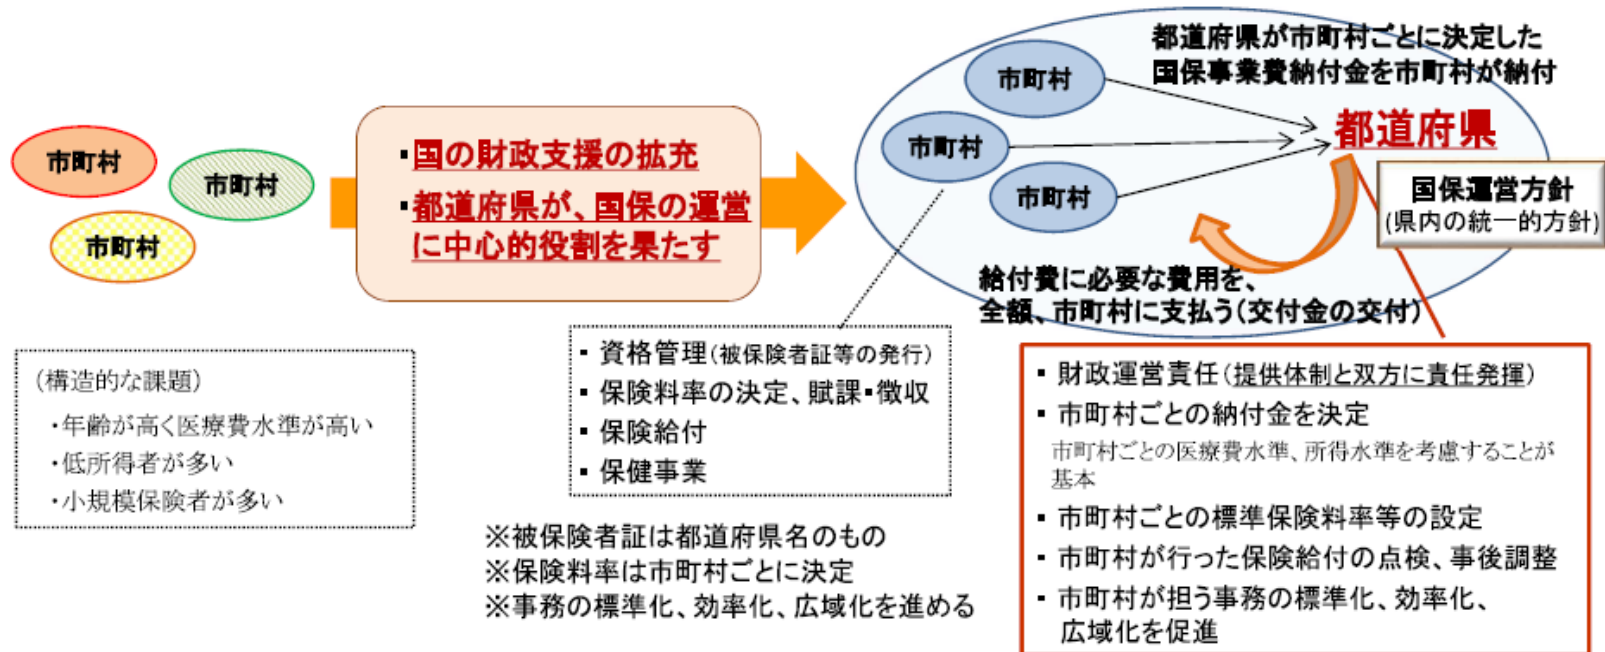 市町村
市町村
市町村
・国の財政支援の拡充
・都道府県が、国保の運営
に中心的役割を果たす
都道府県が市町村ごとに決定した
国保事業費納付金を市町村が納付
市町村
市町村
市町村
都道府県
国保運営方針
(県内の統一的方針)
給付費に必要な費用を、
全額、市町村に支払う(交付金の交付)
(構造的な課題)
・年齢が高く医療費水準が高い
・低所得者が多い
・小規模保険者が多い
▪ 資格管理(被保険者証等の発行)
▪ 保険料率の決定、賦課・徴収
▪ 保険給付
▪ 保健事業
※被保険者証は都道府県名のもの
※保険料率は市町村ごとに決定
※事務の標準化、効率化、広域化を進める
▪ 財政運営責任(提供体制と双方に責任発揮)
▪ 市町村ごとの納付金を決定
市町村ごとの医療費水準、所得水準を考慮することが
基本
▪ 市町村ごとの標準保険料率等の設定
▪ 市町村が行った保険給付の点検、事後調整
▪ 市町村が担う事務の標準化、効率化、
広域化を促進